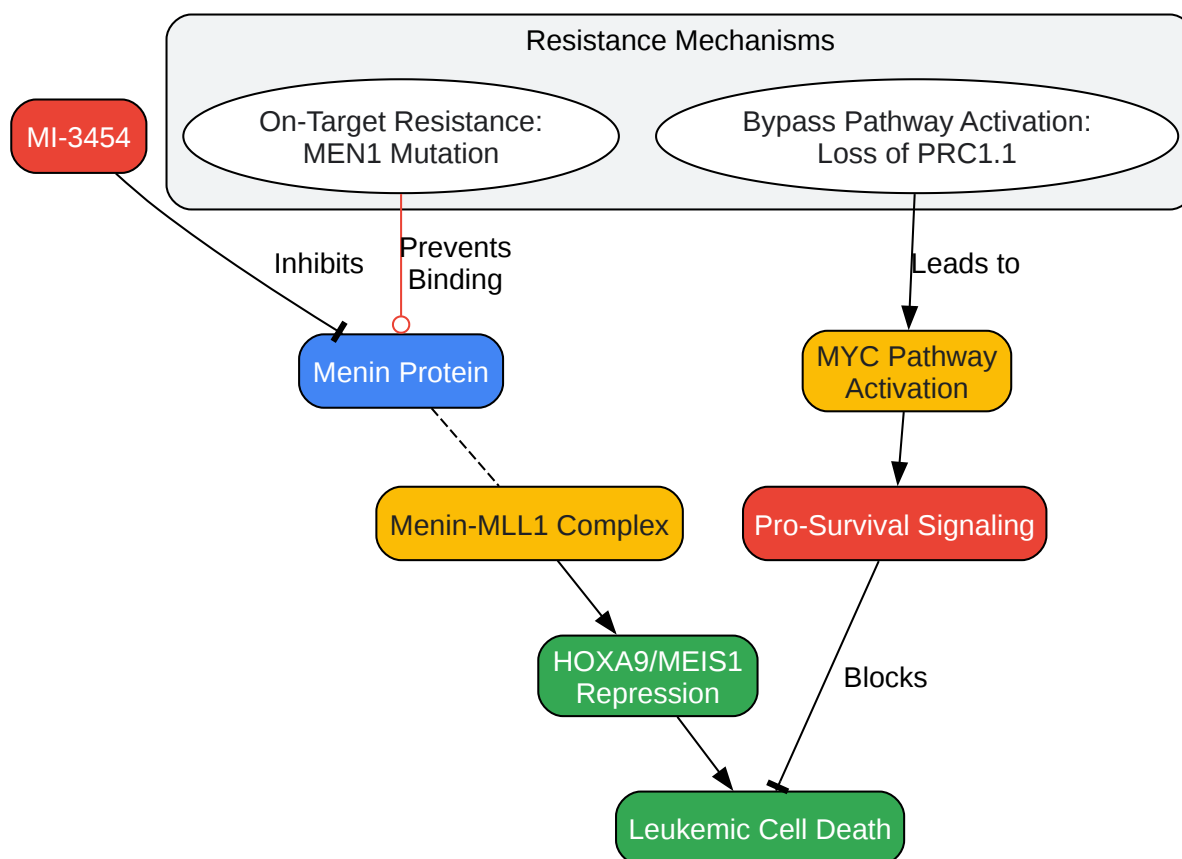 Resistance Mechanisms
MI-3454
On-Target Resistance:
MEN1 Mutation
Bypass Pathway Activation:
Loss of PRC1.1
Inhibits
Prevents
Binding
Leads to
Menin Protein
MYC Pathway
Activation
Menin-MLL1 Complex
Pro-Survival Signaling
HOXA9/MEIS1
Repression
Blocks
Leukemic Cell Death